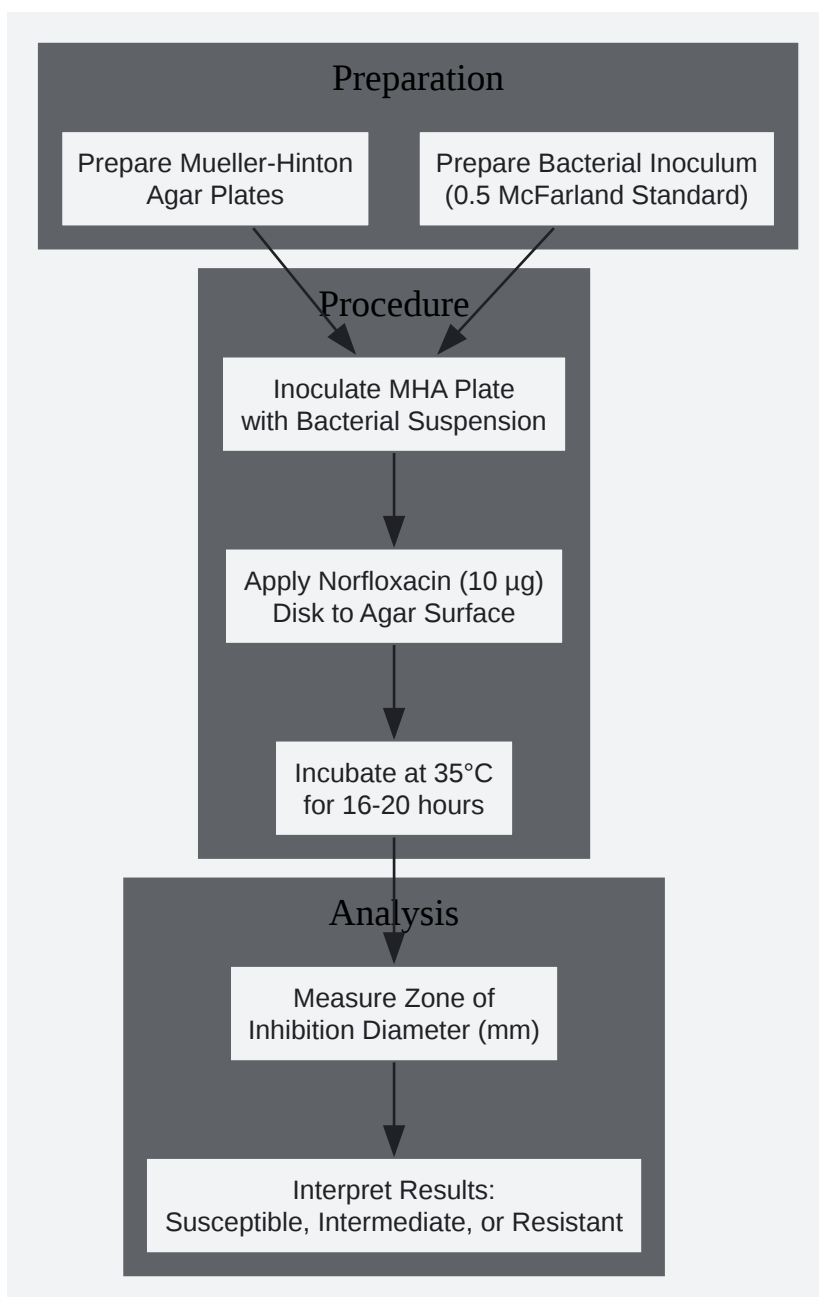 Preparation
Prepare Mueller-Hinton
Agar Plates
Prepare Bacterial Inoculum
(0.5 McFarland Standard)
Procedure
Inoculate MHA Plate
with Bacterial Suspension
Apply Norfloxacin (10 µg)
Disk to Agar Surface
Incubate at 35°C
for 16-20 hours
Analysis
Measure Zone of
Inhibition Diameter (mm)
Interpret Results:
Susceptible, Intermediate, or Resistant